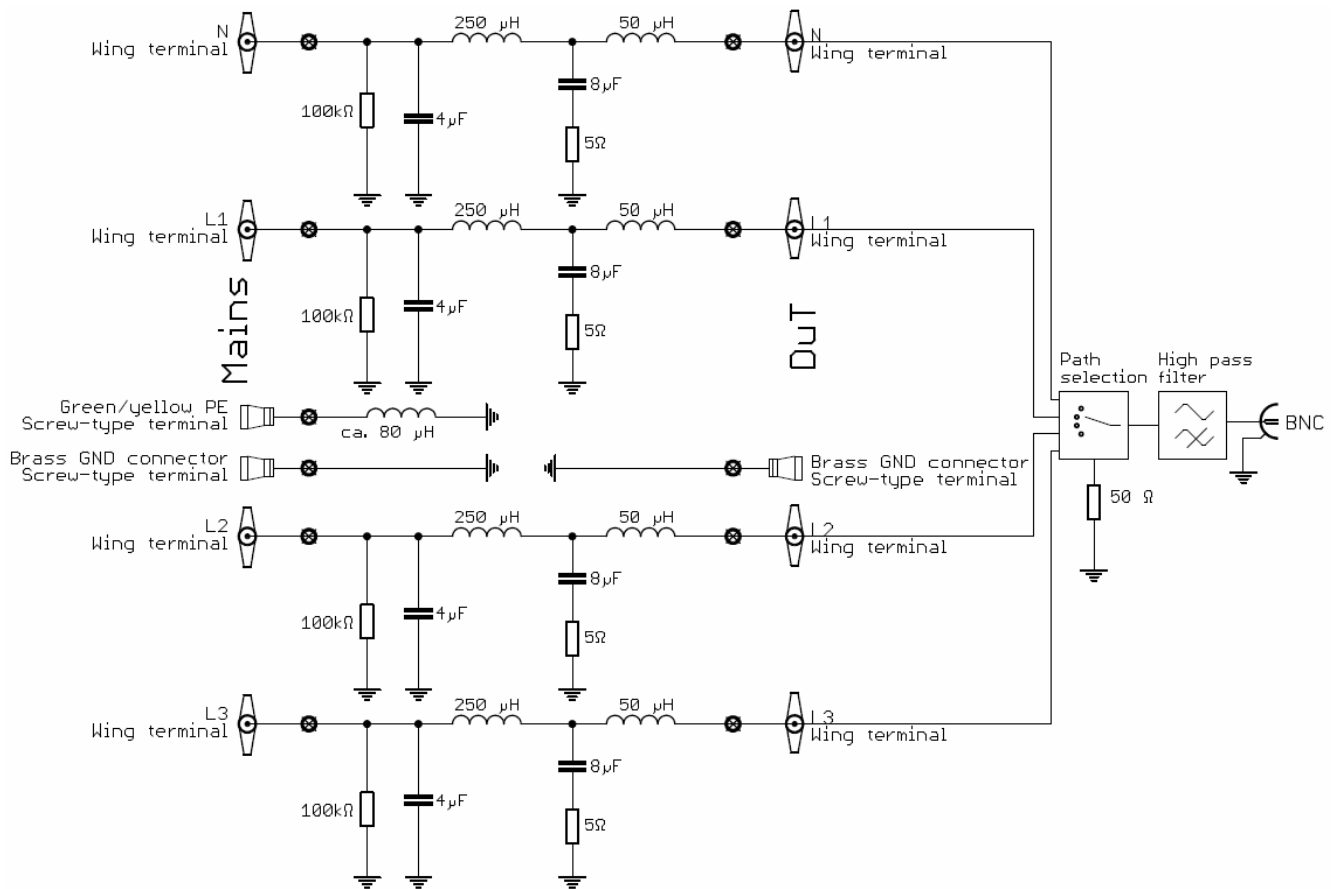 N
Wing terminal
250 µH
50 µH
N
Wing terminal
100kΩ
4µF
8µF
5Ω
L1
Wing terminal
250 µH
50 µH
L1
Wing terminal
100kΩ
4µF
8µF
5Ω
Mains
DuT
Path
selection
High pass
filter
BNC
50 Ω
Green/yellow PE
Screw-type terminal
ca. 80 µH
Brass GND connector
Screw-type terminal
Brass GND connector
Screw-type terminal
L2
Wing terminal
250 µH
50 µH
L2
Wing terminal
100kΩ
4µF
8µF
5Ω
L3
Wing terminal
250 µH
50 µH
L3
Wing terminal
100kΩ
4µF
8µF
5Ω